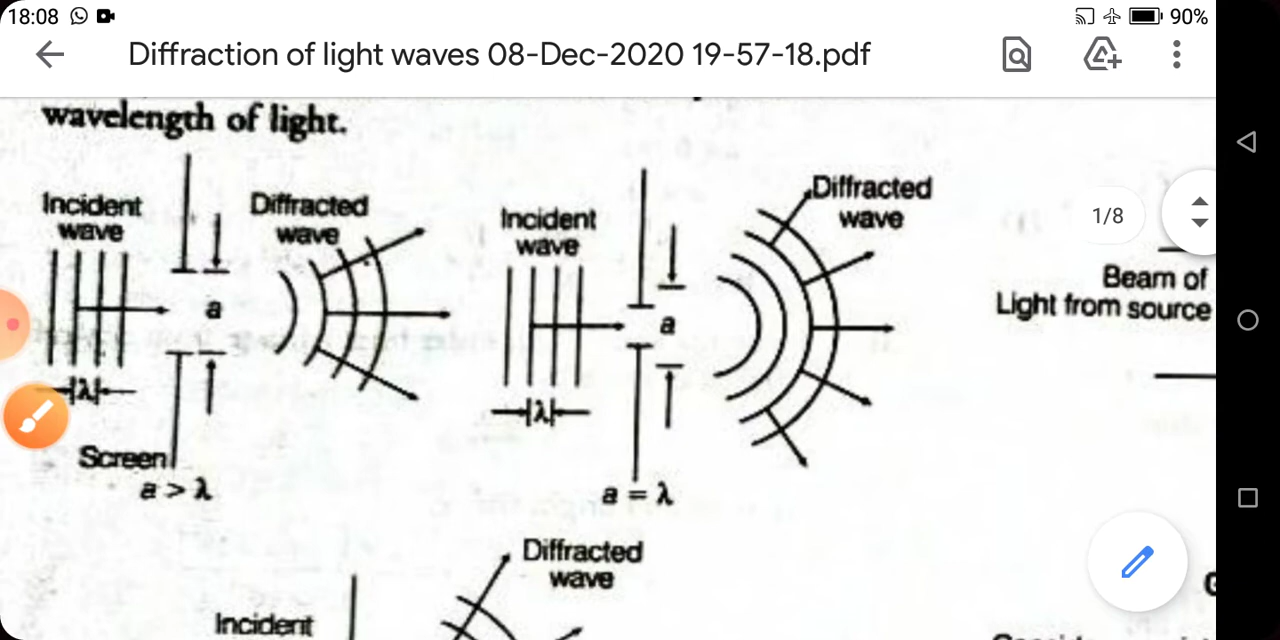 18:08
90%
Diffraction of light waves 08-Dec-2020 19-57-18.pdf
wavelength of light.
Incident
wave
Diffracted
wave
a
λ
Screen
a > λ
Incident
wave
Diffracted
wave
a
λ
a = λ
1/8
Beam of
Light from source
Diffracted
wave
Incident